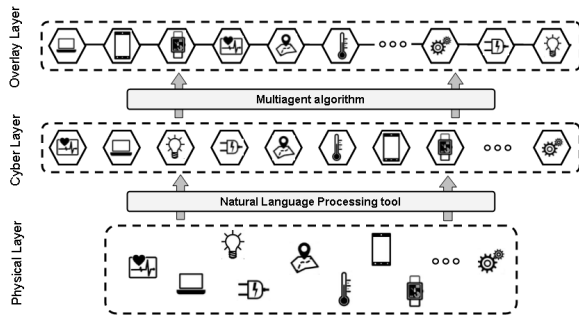 Overlay Layer
Multiagent algorithm
Cyber Layer
Natural Language Processing tool
Physical Layer